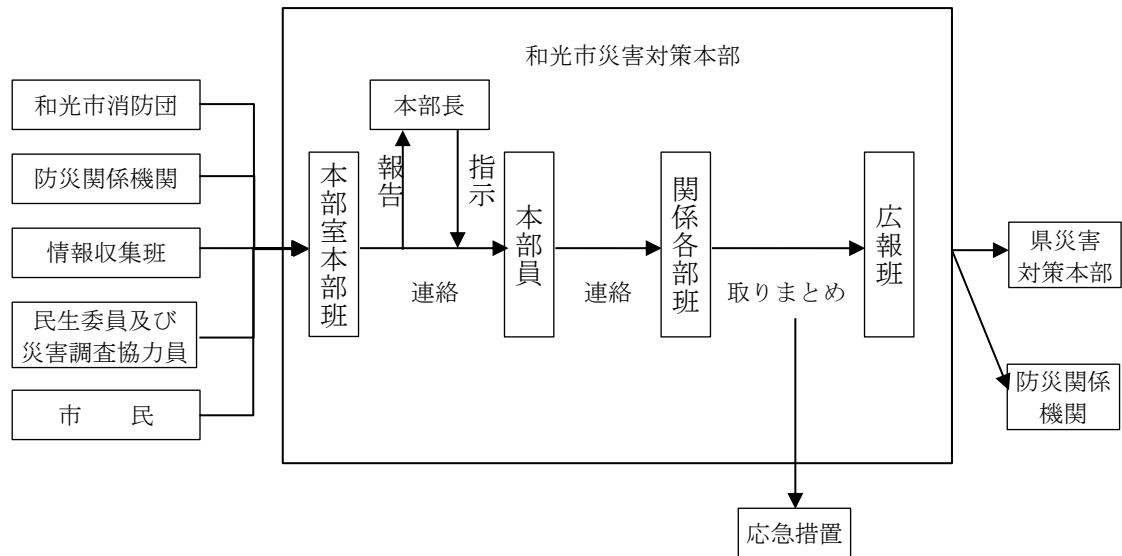 和光市災害対策本部
和光市消防団
防災関係機関
情報収集班
民生委員及び
災害調査協力員
市　　民
本部長
報告
指示
本部室本部班
連絡
本部員
連絡
関係各部班
取りまとめ
広報班
県災害
対策本部
防災関係
機関
応急措置